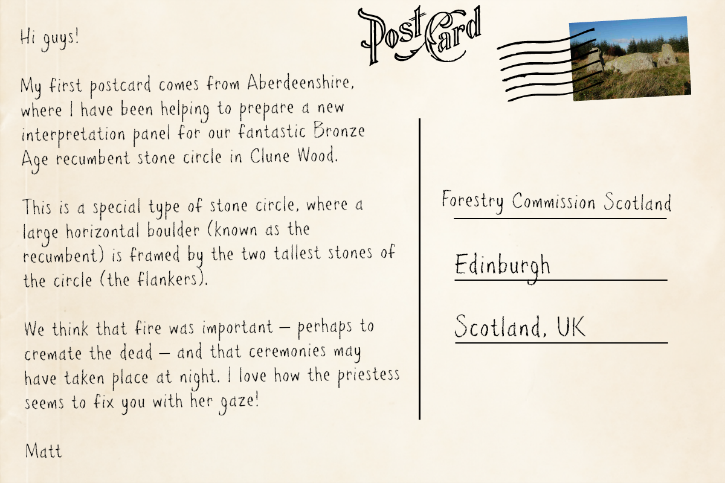 Post Card
Hi guys!
My first postcard comes from Aberdeenshire,
where I have been helping to prepare a new
interpretation panel for our fantastic Bronze
Age recumbent stone circle in Clune Wood.
This is a special type of stone circle, where a
large horizontal boulder (known as the
recumbent) is framed by the two tallest stones of
the circle (the flankers).
We think that fire was important – perhaps to
cremate the dead – and that ceremonies may
have taken place at night. I love how the priestess
seems to fix you with her gaze!
Matt
Forestry Commission Scotland
Edinburgh
Scotland, UK